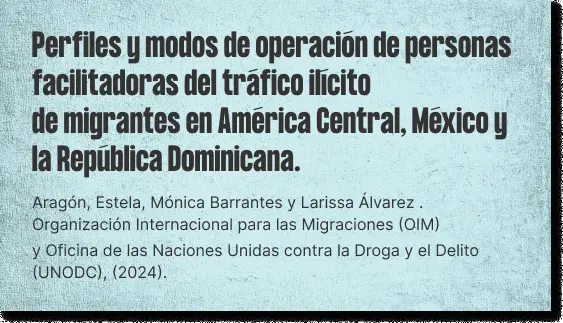 Perfiles y modos de operación de personas
facilitadoras del tráfico ilícito
de migrantes en América Central, México y
la República Dominicana.
Aragón, Estela, Mónica Barrantes y Larissa Álvarez .
Organización Internacional para las Migraciones (OIM)
y Oficina de las Naciones Unidas contra la Droga y el Delito
(UNODC), (2024).